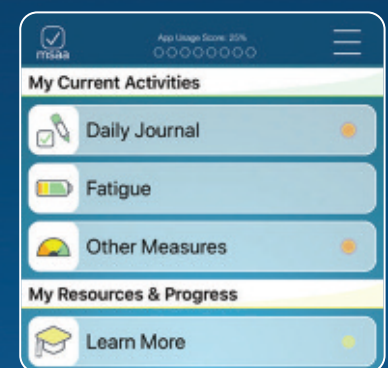 App Usage Score: 25%
msaa
My Current Activities
Daily Journal
Fatigue
Other Measures
My Resources & Progress
Learn More